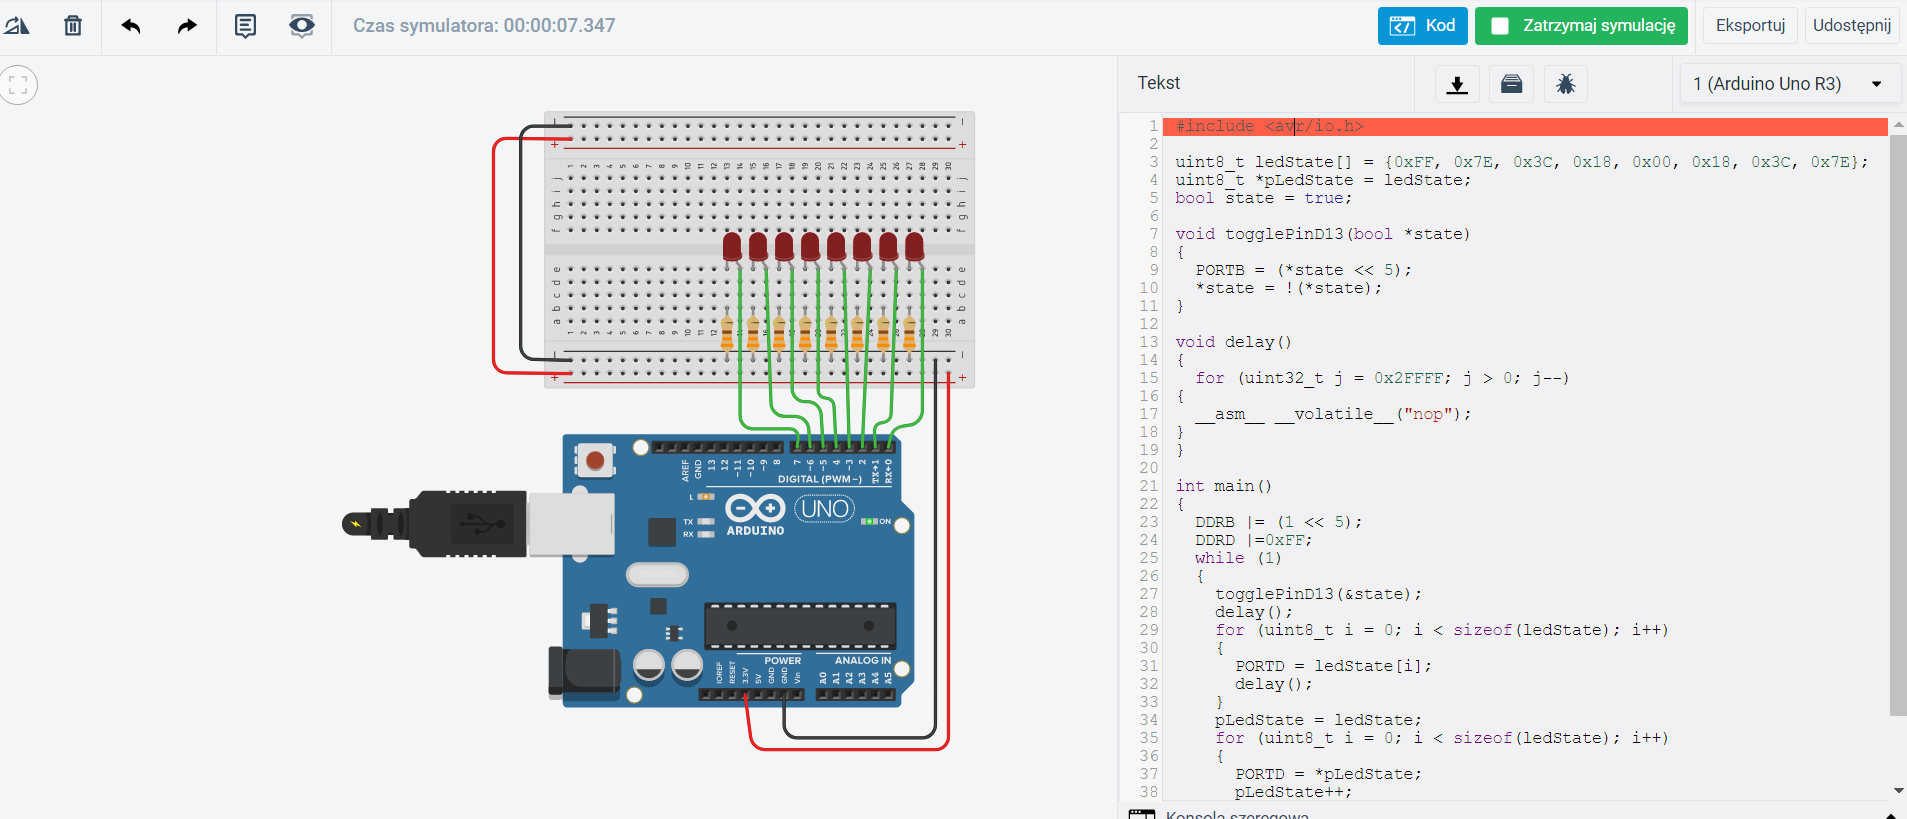 Czas symulatora: 00:00:07.347
Kod
Zatrzymaj symulację
Eksportuj
Udostępnij
Tekst
1 (Arduino Uno R3)
1 #include <avr/io.h>
2
3 uint8_t ledState[] = {0xFF, 0x7E, 0x3C, 0x18, 0x00, 0x18, 0x3C, 0x7E};
4 uint8_t *pLedState = ledState;
5 bool state = true;
6
7 void togglePinD13(bool *state)
8 {
9 PORTB = (*state << 5);
10 *state = !(*state);
11 }
12
13 void delay()
14 {
15 for (uint32_t j = 0x2FFFF; j > 0; j--)
16 {
17 __asm__ __volatile__("nop");
18 }
19 }
20
21 int main()
22 {
23 DDRB |= (1 << 5);
24 DDRD |=0xFF;
25 while (1)
26 {
27 togglePinD13(&state);
28 delay();
29 for (uint8_t i = 0; i < sizeof(ledState); i++)
30 {
31 PORTD = ledState[i];
32 delay();
33 }
34 pLedState = ledState;
35 for (uint8_t i = 0; i < sizeof(ledState); i++)
36 {
37 PORTD = *pLedState;
38 pLedState++;
Konsola szeregowa
AREF GND 13 12 ~11 ~10 ~9 8 7 ~6 ~5 4 ~3 2 TX→1 RX←0
DIGITAL (PWM~)
L
TX
RX
ARDUINO
UNO
ON
POWER
ANALOG IN
IOREF RESET 3.3V 5V GND GND Vin A0 A1 A2 A3 A4 A5